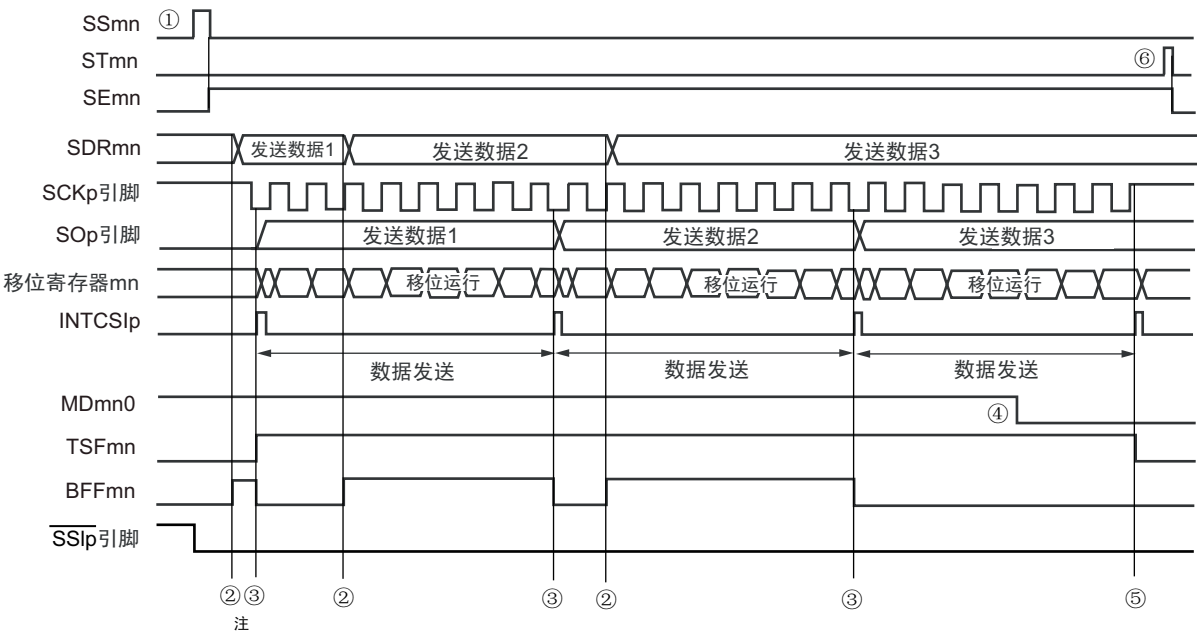 SSmn ①
STmn ⑥
SEmn
SDRmn 发送数据1 发送数据2 发送数据3
SCKp引脚
SOp引脚 发送数据1 发送数据2 发送数据3
移位寄存器mn 移位运行 移位运行 移位运行
INTCSIp
数据发送 数据发送 数据发送
MDmn0 ④
TSFmn
BFFmn
SSIp引脚
② ③ ② ③ ② ③ ⑤
注